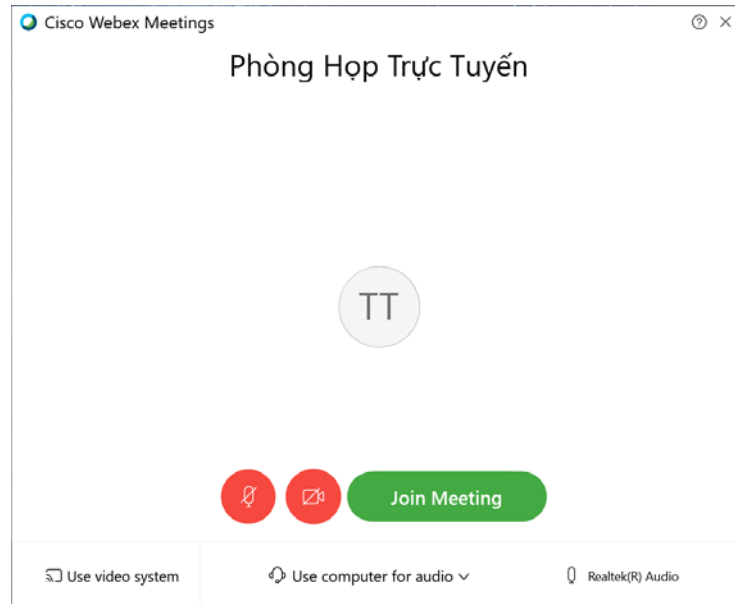 Cisco Webex Meetings
Phòng Họp Trực Tuyến
TT
Join Meeting
Use video system
Use computer for audio
Realtek(R) Audio